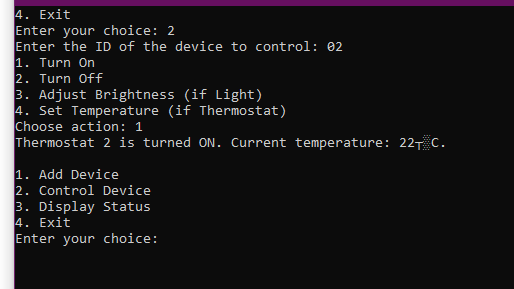 4. Exit
Enter your choice: 2
Enter the ID of the device to control: 02
1. Turn On
2. Turn Off
3. Adjust Brightness (if Light)
4. Set Temperature (if Thermostat)
Choose action: 1
Thermostat 2 is turned ON. Current temperature: 22┬░C.
1. Add Device
2. Control Device
3. Display Status
4. Exit
Enter your choice: